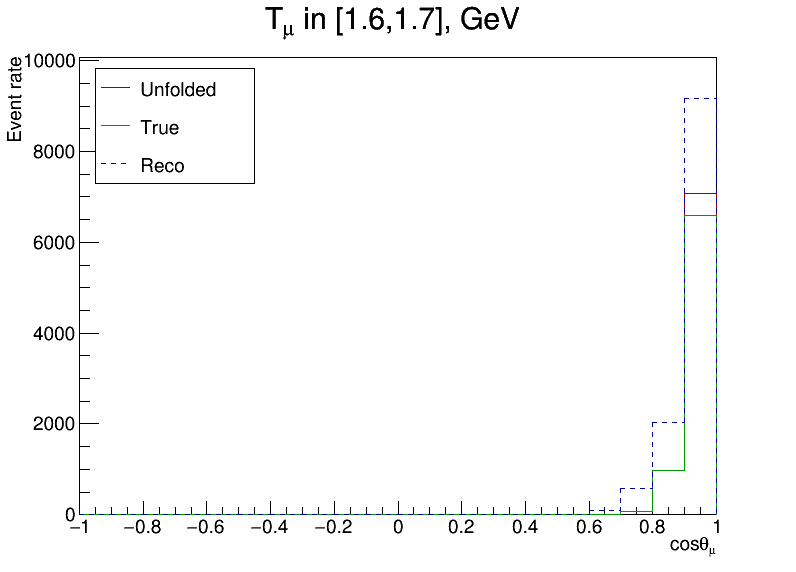 Tμ in [1.6,1.7], GeV
Event rate
10000
8000
6000
4000
2000
0
Unfolded
True
Reco
−1 −0.8 −0.6 −0.4 −0.2 0 0.2 0.4 0.6 0.8 1
cosθμ